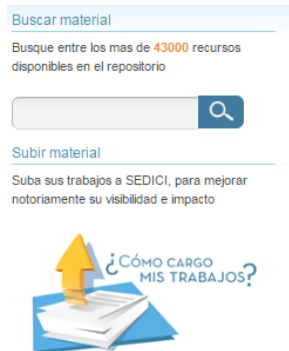 Buscar material
Busque entre los mas de 43000 recursos
disponibles en el repositorio
Subir material
Suba sus trabajos a SEDICI, para mejorar
notoriamente su visibilidad e impacto
¿CÓMO CARGO
MIS TRABAJOS?